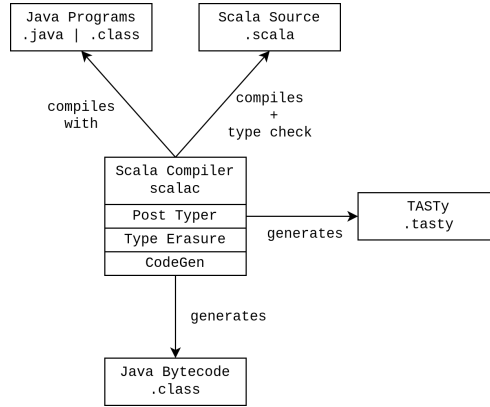 Java Programs
.java | .class
Scala Source
.scala
compiles
with
compiles
+
type check
Scala Compiler
scalac
Post Typer
Type Erasure
CodeGen
generates
TASTy
.tasty
generates
Java Bytecode
.class